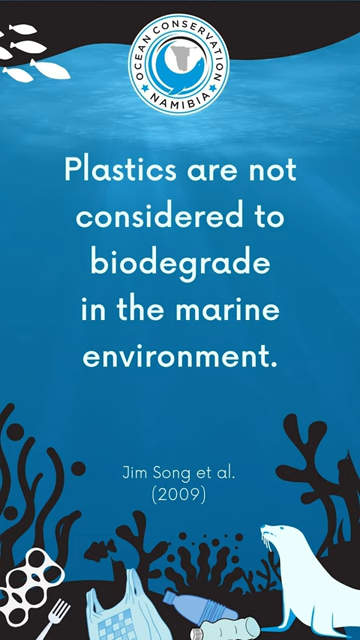 OCEAN CONSERVATION
NAMIBIA
Plastics are not
considered to
biodegrade
in the marine
environment.
Jim Song et al.
(2009)